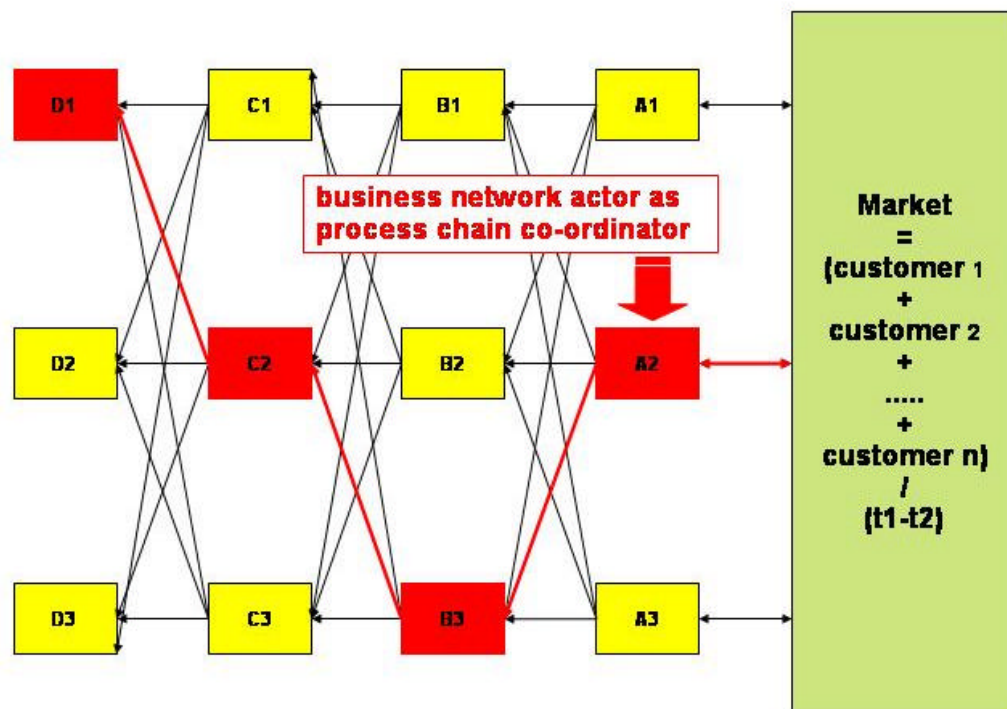 D1
C1
B1
A1
business network actor as
process chain co-ordinator
D2
C2
B2
A2
D3
C3
B3
A3
Market
=
(customer 1
+
customer 2
+
.....
+
customer n)
/
(t1-t2)